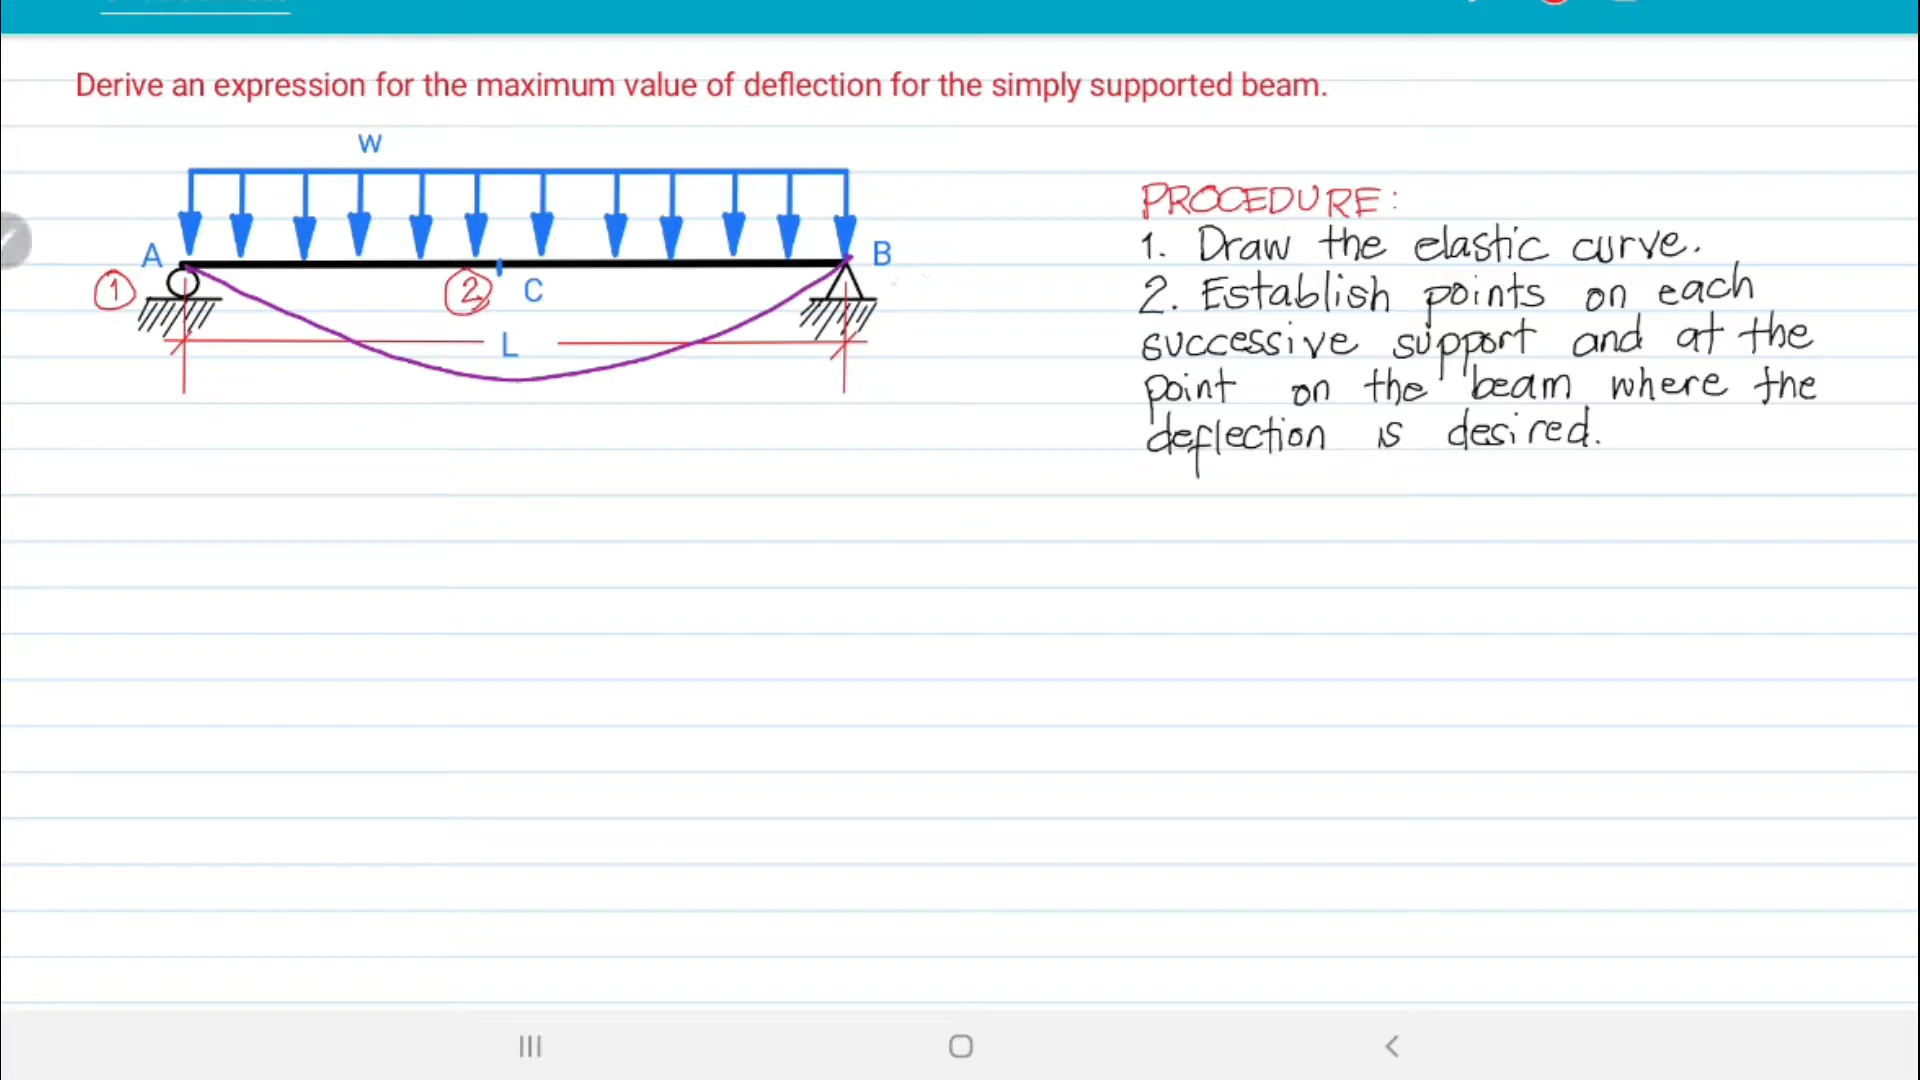 Derive an expression for the maximum value of deflection for the simply supported beam.
w
A
B
1
2
C
L
PROCEDURE:
1. Draw the elastic curve.
2. Establish points on each
successive support and at the
point on the beam where the
deflection is desired.